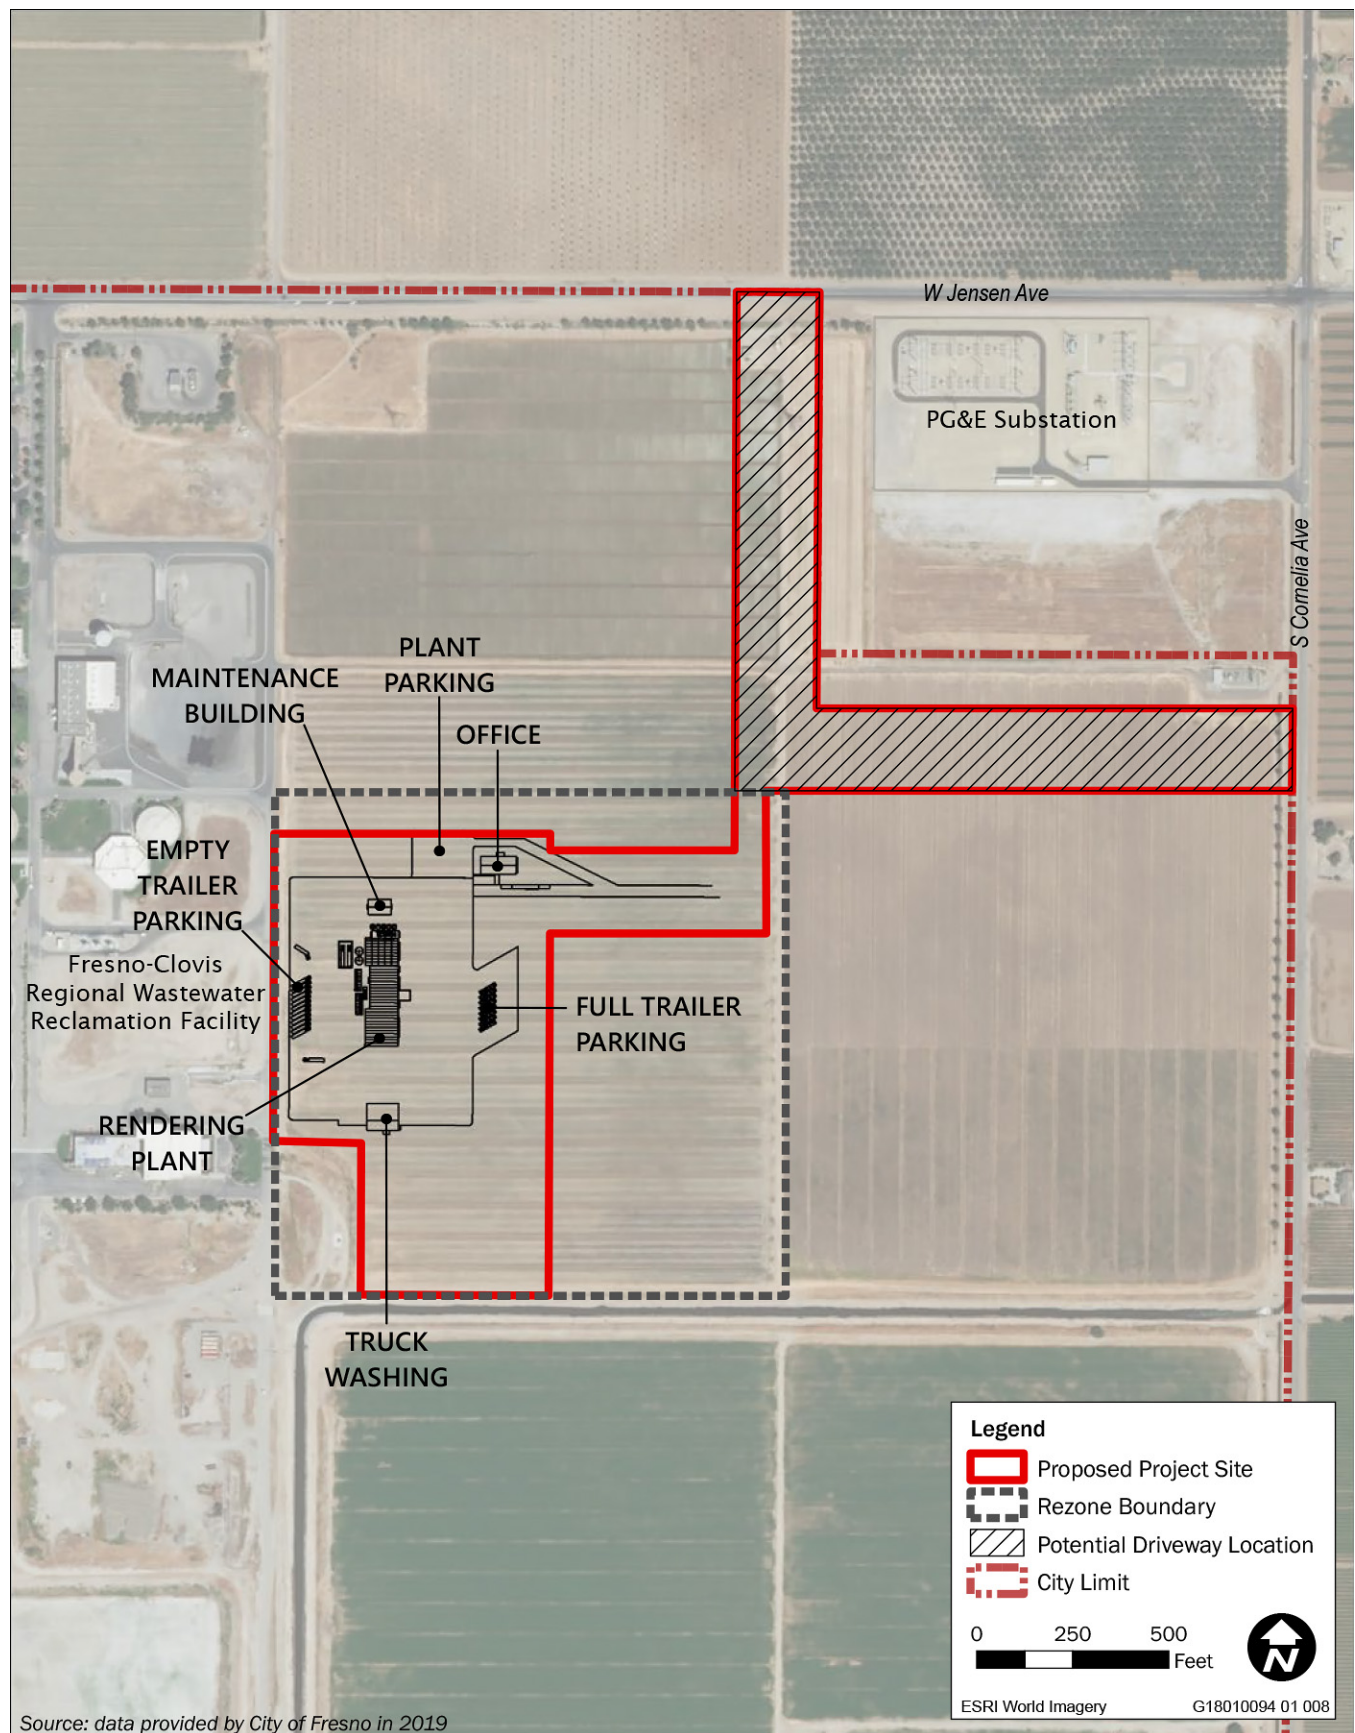 W Jensen Ave
PG&E Substation
S Cornelia Ave
PLANT
PARKING
MAINTENANCE
BUILDING
OFFICE
EMPTY
TRAILER
PARKING
Fresno-Clovis
Regional Wastewater
Reclamation Facility
FULL TRAILER
PARKING
RENDERING
PLANT
TRUCK
WASHING
Legend
Proposed Project Site
Rezone Boundary
Potential Driveway Location
City Limit
0 250 500
Feet
N
ESRI World Imagery G18010094 01 008
Source: data provided by City of Fresno in 2019